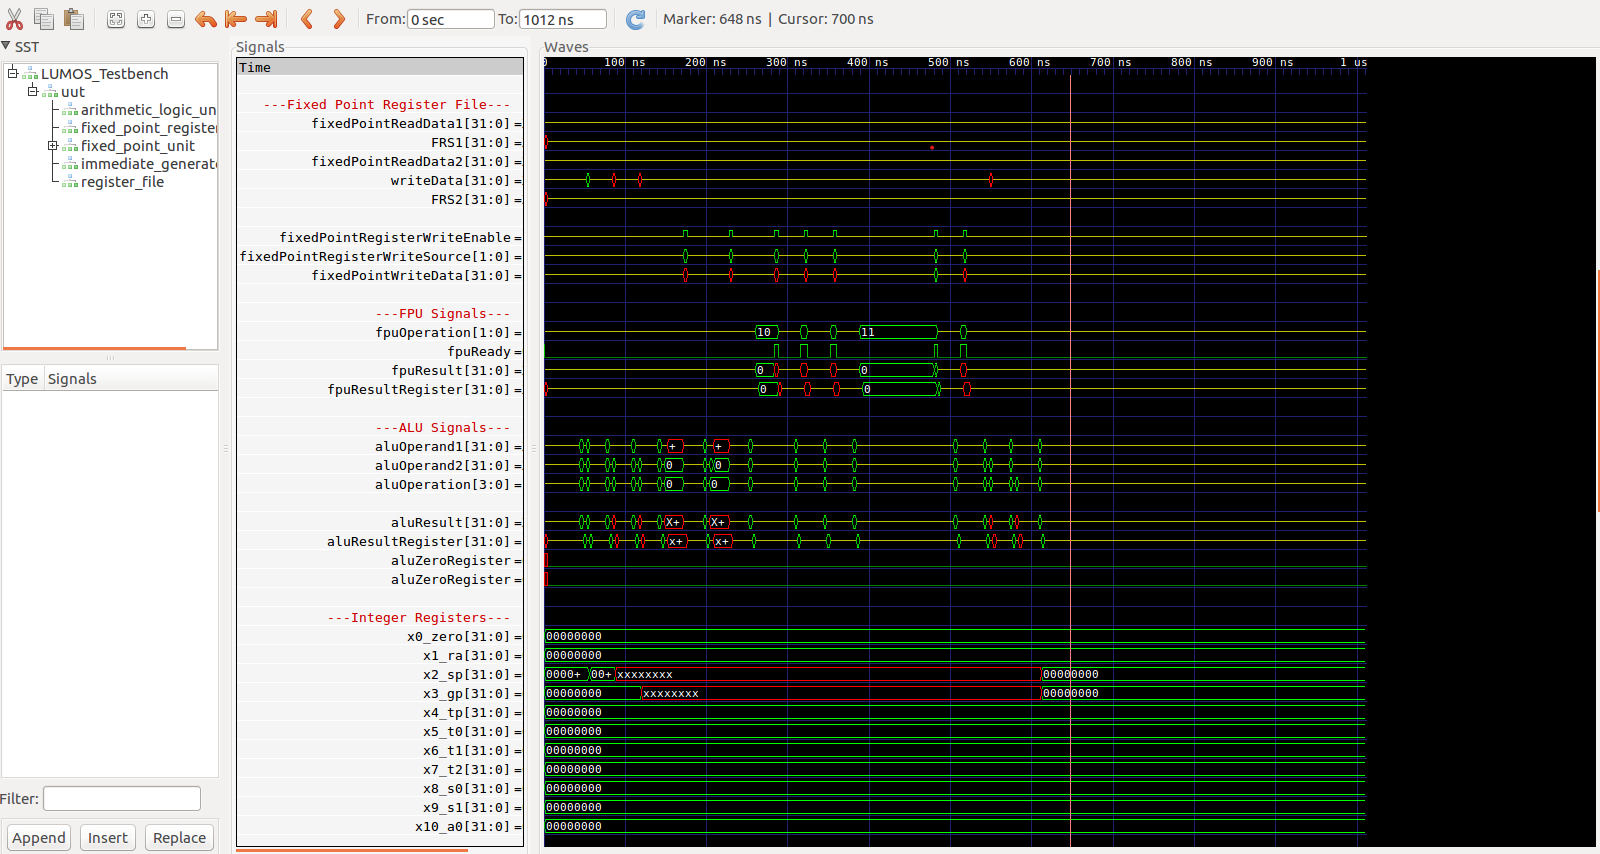 From: 0 sec To: 1012 ns Marker: 648 ns | Cursor: 700 ns
SST
LUMOS_Testbench
uut
arithmetic_logic_un
fixed_point_register
fixed_point_unit
immediate_generat
register_file
Type Signals
Filter:
Append Insert Replace
Signals
Time
---Fixed Point Register File---
fixedPointReadData1[31:0] =
FRS1[31:0] =
fixedPointReadData2[31:0] =
writeData[31:0] =
FRS2[31:0] =
fixedPointRegisterWriteEnable =
fixedPointRegisterWriteSource[1:0] =
fixedPointWriteData[31:0] =
---FPU Signals---
fpuOperation[1:0] =
fpuReady =
fpuResult[31:0] =
fpuResultRegister[31:0] =
---ALU Signals---
aluOperand1[31:0] =
aluOperand2[31:0] =
aluOperation[3:0] =
aluResult[31:0] =
aluResultRegister[31:0] =
aluZeroRegister =
aluZeroRegister =
---Integer Registers---
x0_zero[31:0] =
x1_ra[31:0] =
x2_sp[31:0] =
x3_gp[31:0] =
x4_tp[31:0] =
x5_t0[31:0] =
x6_t1[31:0] =
x7_t2[31:0] =
x8_s0[31:0] =
x9_s1[31:0] =
x10_a0[31:0] =
Waves
0 100 ns 200 ns 300 ns 400 ns 500 ns 600 ns 700 ns 800 ns 900 ns 1 us
10 11
0 0
0 0
+ +
0 0
0 0
X+ X+
x+ x+
00000000
00000000
0000+ 00+ xxxxxxxx 00000000
00000000 xxxxxxxx 00000000
00000000
00000000
00000000
00000000
00000000
00000000
00000000